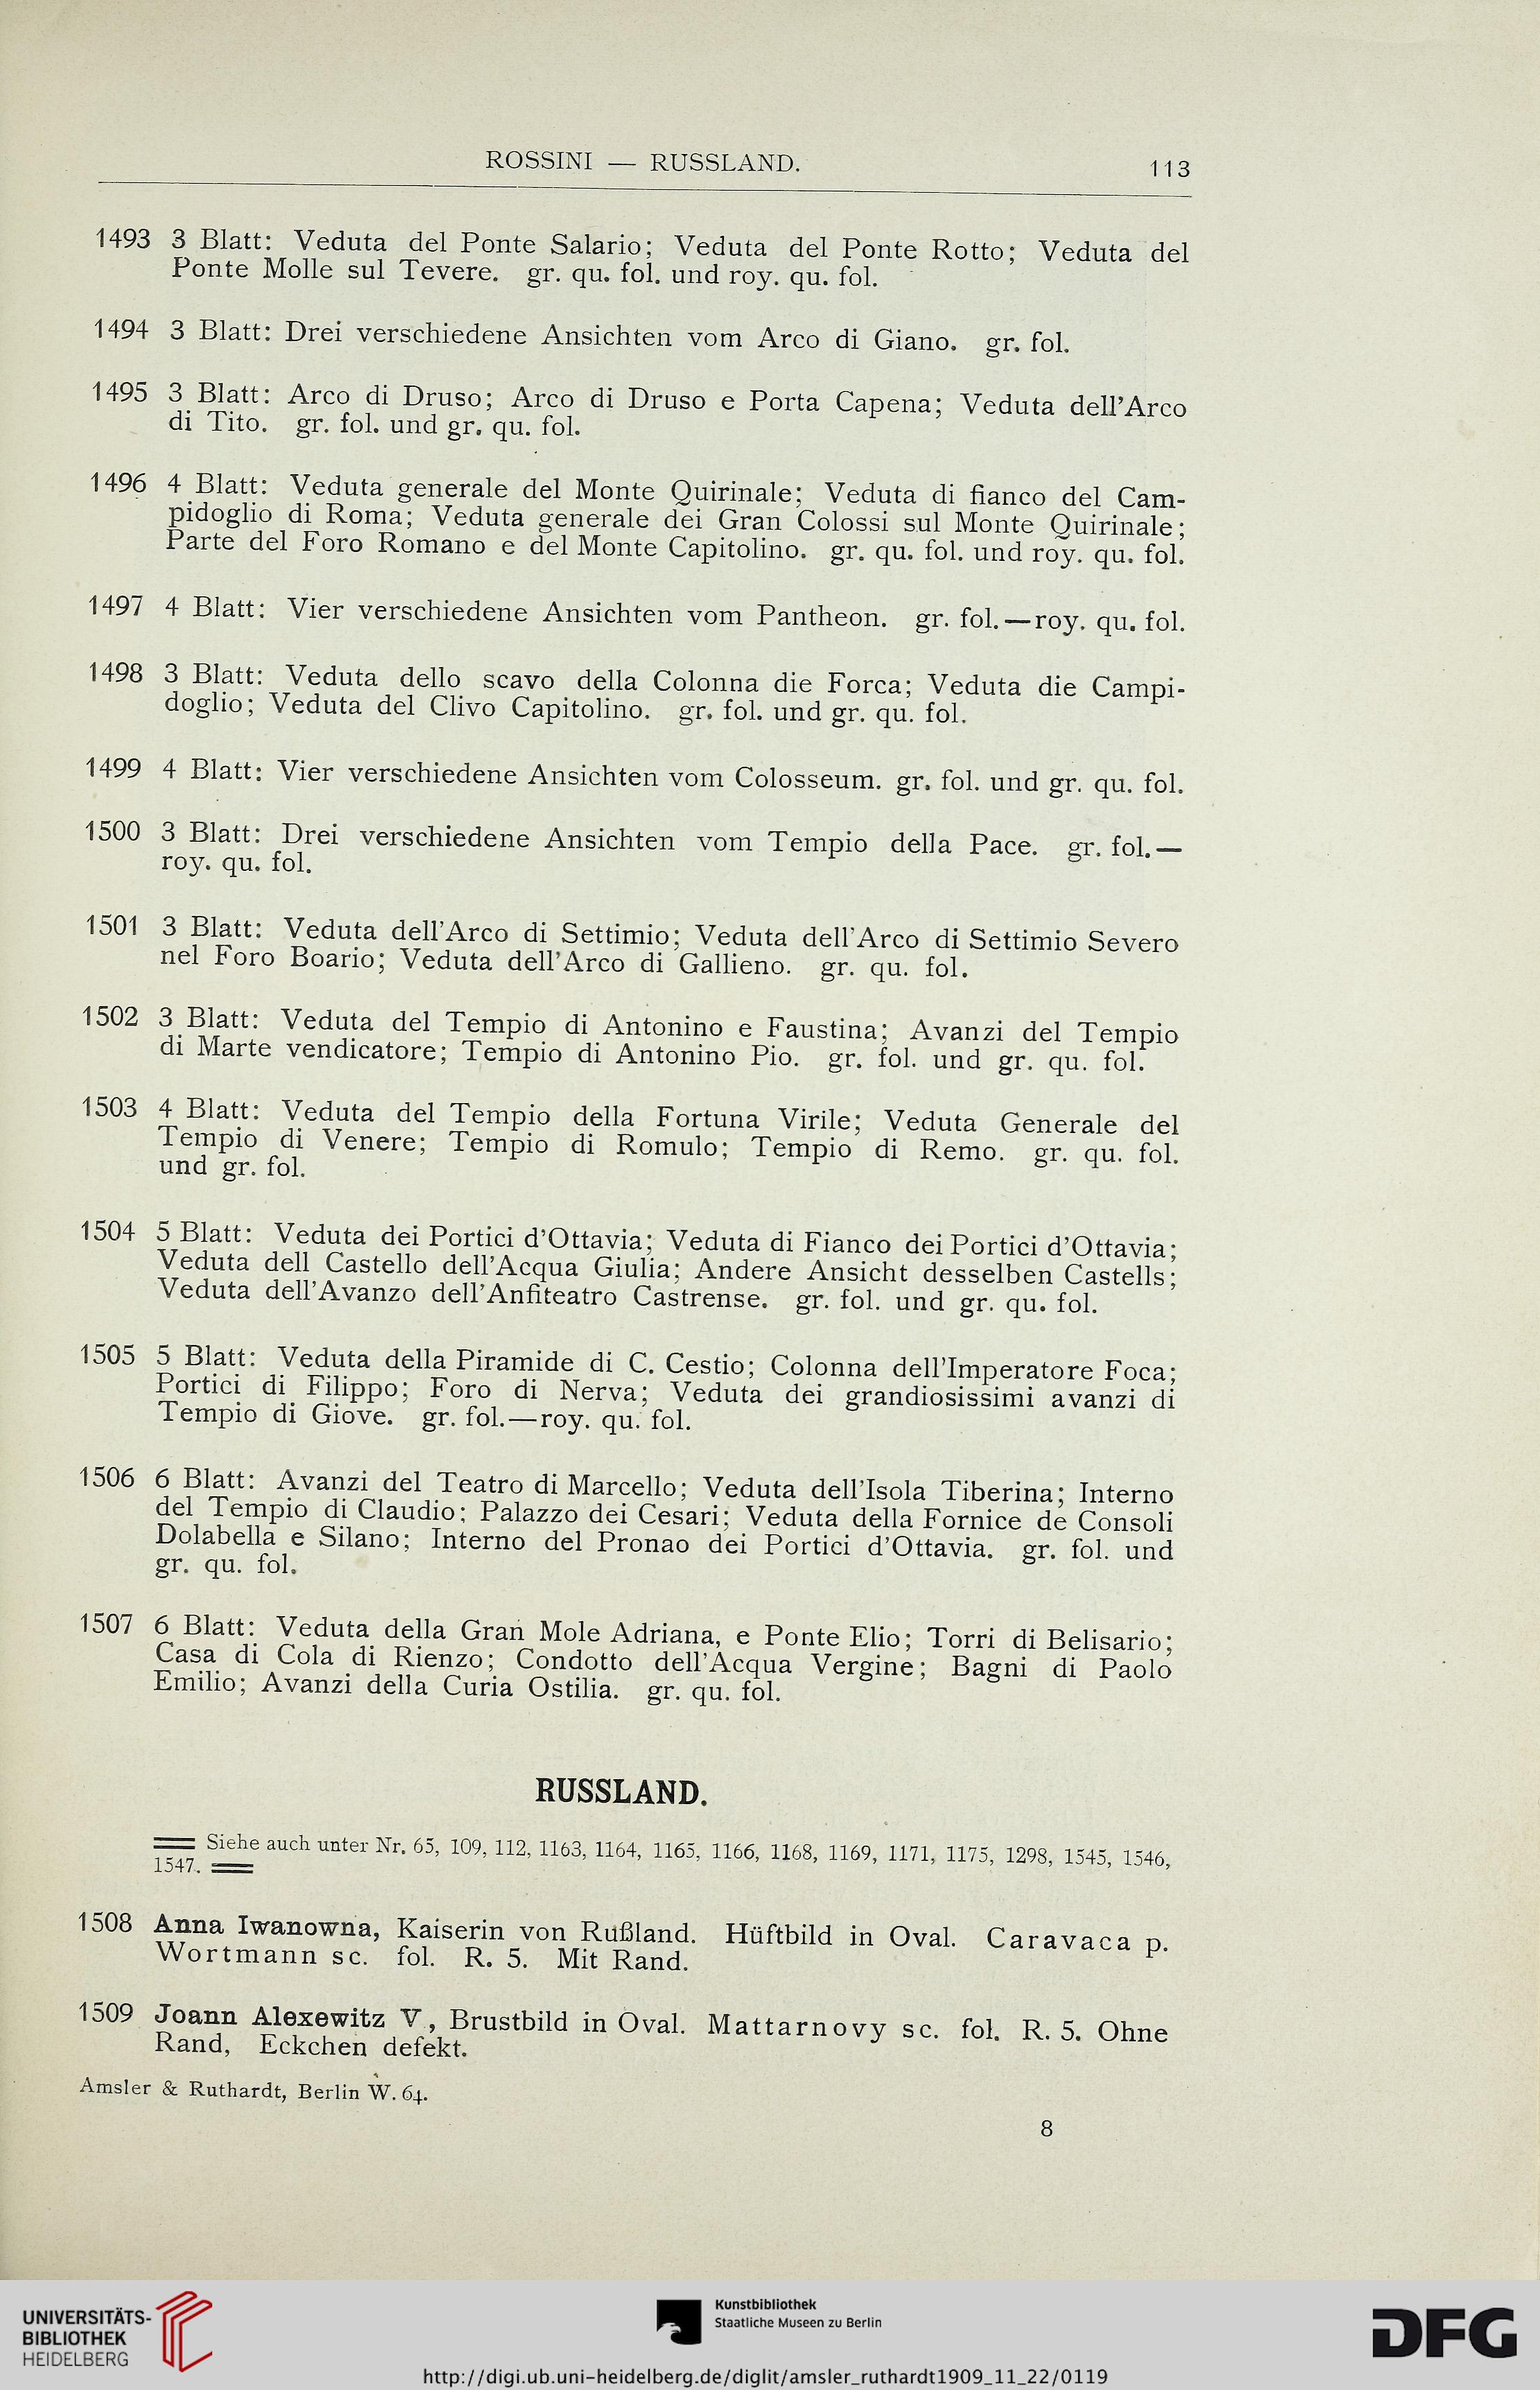 ROSSINI — RUSSLAND. 113
1493 3 Blatt: Veduta del Ponte Salario; Veduta del Ponte Rotto; Veduta del
Ponte Molle sul Tevere. gr. qu. fol. und roy. qu. fol.
1494 3 Blatt: Drei verschiedene Ansichten vom Arco di Giano. gr. fol.
1495 3 Blatt: Arco di Druso; Arco di Druso e Porta Capena; Veduta dell'Arco
di Tito. gr. fol. und gr. qu. fol.
1496 4 Blatt: Veduta generale del Monte Quirinale; Veduta di fianco del Cam-
pidoglio di Roma; Veduta generale dei Gran Colossi sul Monte Quirinale;
Parte del Foro Romano e del Monte Capitolino. gr. qu. fol. und roy. qu. fol.
1497 4 Blatt: Vier verschiedene Ansichten vom Pantheon. gr. fol.—roy. qu. fol.
1498 3 Blatt: Veduta dello scavo della Colonna die Forca; Veduta die Campi-
doglio; Veduta del Clivo Capitolino. gr. fol. und gr. qu. fol.
1499 4 Blatt: Vier verschiedene Ansichten vom Colosseum. gr. fol. und gr. qu. fol.
1500 3 Blatt: Drei verschiedene Ansichten vom Tempio della Pace. gr. fol.—
roy. qu. fol.
1501 3 Blatt: Veduta dell'Arco di Settimio; Veduta dell'Arco di Settimio Severo
nel Foro Boario; Veduta dell'Arco di Gallieno. gr. qu. fol.
1502 3 Blatt: Veduta del Tempio di Antonino e Faustina; Avanzi del Tempio
di Marte vendicatore; Tempio di Antonino Pio. gr. fol. und gr. qu. fol.
1503 4 Blatt: Veduta del Tempio della Fortuna Virile; Veduta Generale del
Tempio di Venere; Tempio di Romulo; Tempio di Remo. gr. qu. fol.
und gr. fol.
1504 5 Blatt: Veduta dei Portici d'Ottavia; Veduta di Fianco dei Portici d'Ottavia;
Veduta dell Castello dell'Acqua Giulia; Andere Ansicht desselben Castells;
Veduta dell'Avanzo dell'Anfiteatro Castrense. gr. fol. und gr. qu. fol.
1505 5 Blatt: Veduta della Piramide di C. Cestio; Colonna dell'Imperatore Foca;
Portici di Filippo; Foro di Nerva; Veduta dei grandiosissimi avanzi di
Tempio di Giove. gr. fol.—roy. qu. fol.
1506 6 Blatt: Avanzi del Teatro di Marcello; Veduta dell'Isola Tiberina; Interno
del Tempio di Claudio; Palazzo dei Cesari; Veduta della Fornice de Consoli
Dolabella e Silano; Interno del Pronao dei Portici d'Ottavia. gr. fol. und
gr. qu. fol.
1507 6 Blatt: Veduta della Gran Mole Adriana, e Ponte Elio; Torri di Belisario;
Casa di Cola di Rienzo; Condotto dell'Acqua Vergine; Bagni di Paolo
Emilio; Avanzi della Curia Ostilia. gr. qu. fol.
RUSSLAND.
Siehe auch unter Nr. 65, 109, 112, 1163, 1164, 1165, 1166, 1168, 1169, 1171, 1175, 1298, 1545, 1546,
1547.
1508 Anna Iwanowna, Kaiserin von Rußland. Hüftbild in Oval. Caravaca p.
Wortmann sc. fol. R. 5. Mit Rand.
1509 Joann Alexewitz V, Brustbild in Oval. Mattarnovy sc. fol. R. 5. Ohne
Rand, Eckchen defekt.
Amsler & Ruthardt, Berlin W. 64.
8
UNIVERSITÄTS-
BIBLIOTHEK
HEIDELBERG
Kunstbibliothek
Staatliche Museen zu Berlin
DFG
http://digi.ub.uni-heidelberg.de/diglit/amsler_ruthardt1909_11_22/0119